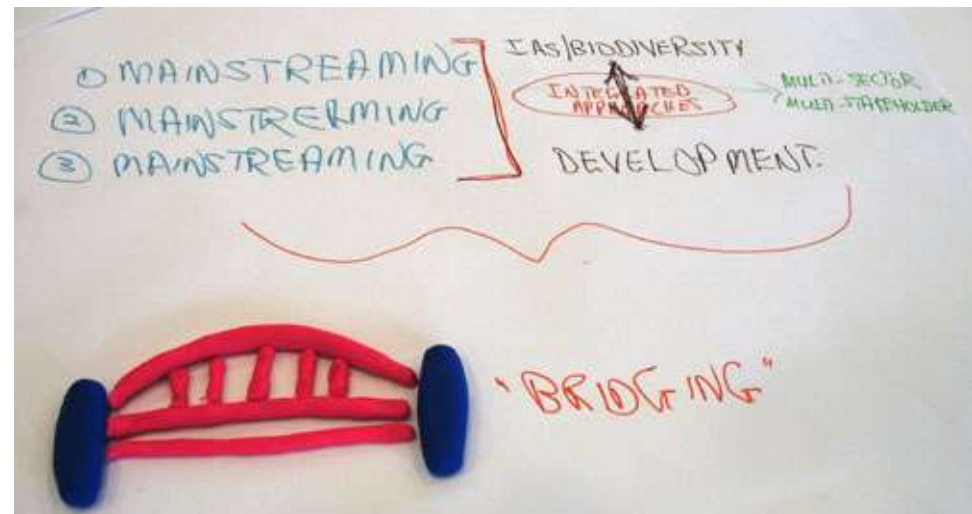 ① MAINSTREAMING
② MAINSTRERMING
③ MAINSTREAMING
IAS/BIODIVERSITY
INTEGRATED
APPROACHES
MULTI-SECTOR
MULTI-STAKEHOLDER
DEVELOPMENT.
"BRIDGING"